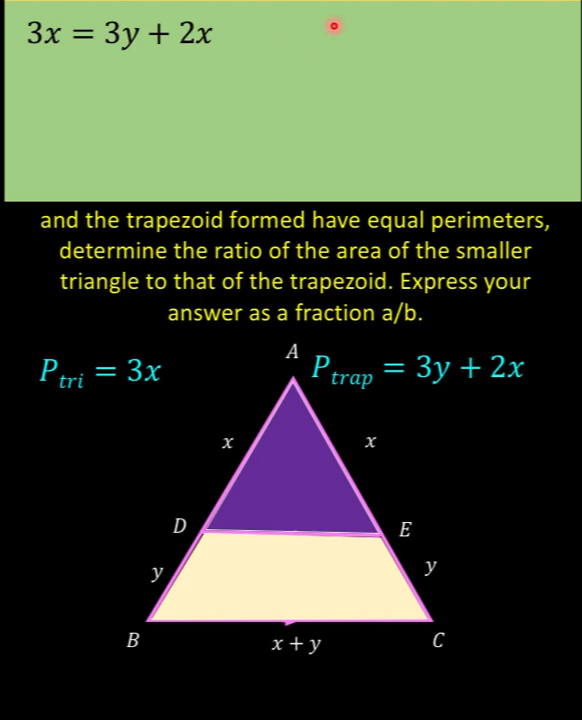 3x = 3y + 2x
and the trapezoid formed have equal perimeters,
determine the ratio of the area of the smaller
triangle to that of the trapezoid. Express your
answer as a fraction a/b.
A
P_tri = 3x
P_trap = 3y + 2x
x x
D E
y y
B x + y C